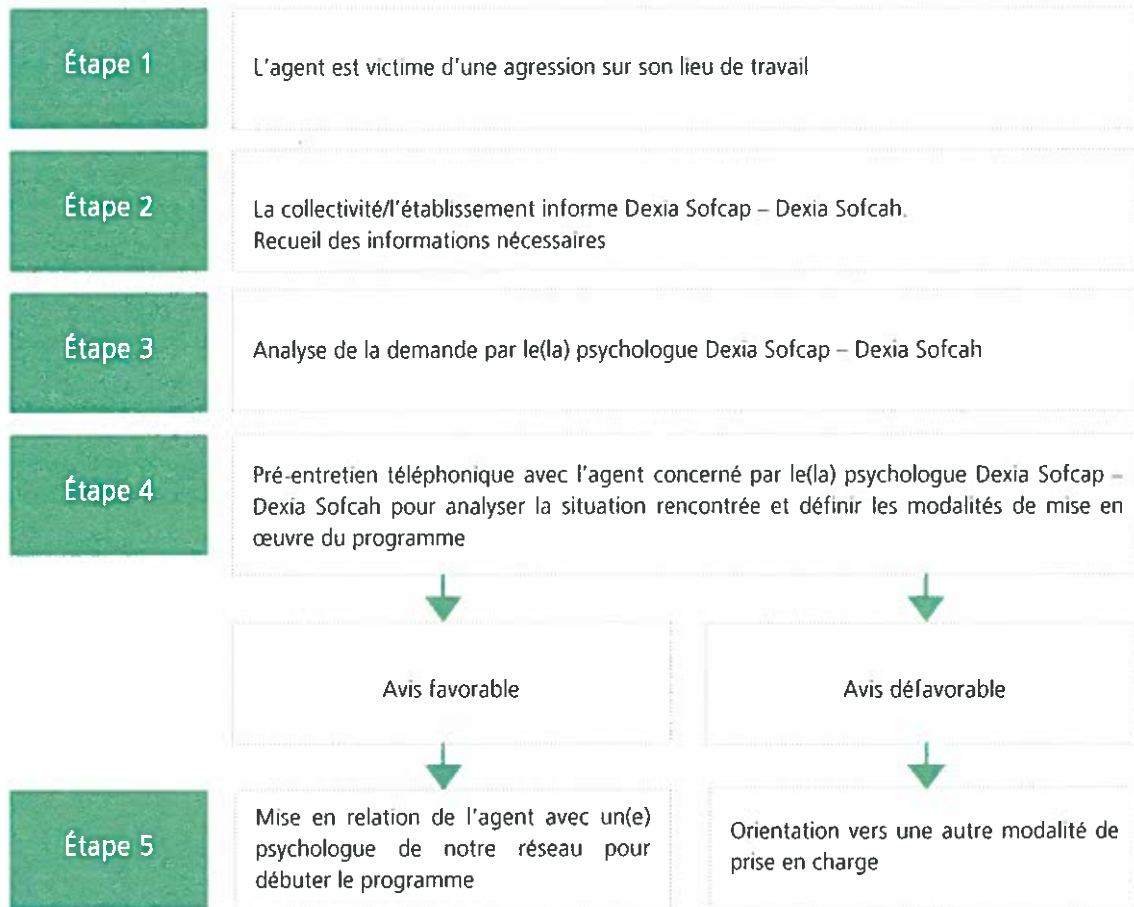 Étape 1
L'agent est victime d'une agression sur son lieu de travail
Étape 2
La collectivité/l'établissement informe Dexia Sofcap – Dexia Sofcah.
Recueil des informations nécessaires
Étape 3
Analyse de la demande par le(la) psychologue Dexia Sofcap – Dexia Sofcah
Étape 4
Pré-entretien téléphonique avec l'agent concerné par le(la) psychologue Dexia Sofcap –
Dexia Sofcah pour analyser la situation rencontrée et définir les modalités de mise en
œuvre du programme
Avis favorable
Avis défavorable
Étape 5
Mise en relation de l'agent avec un(e)
psychologue de notre réseau pour
débuter le programme
Orientation vers une autre modalité de
prise en charge